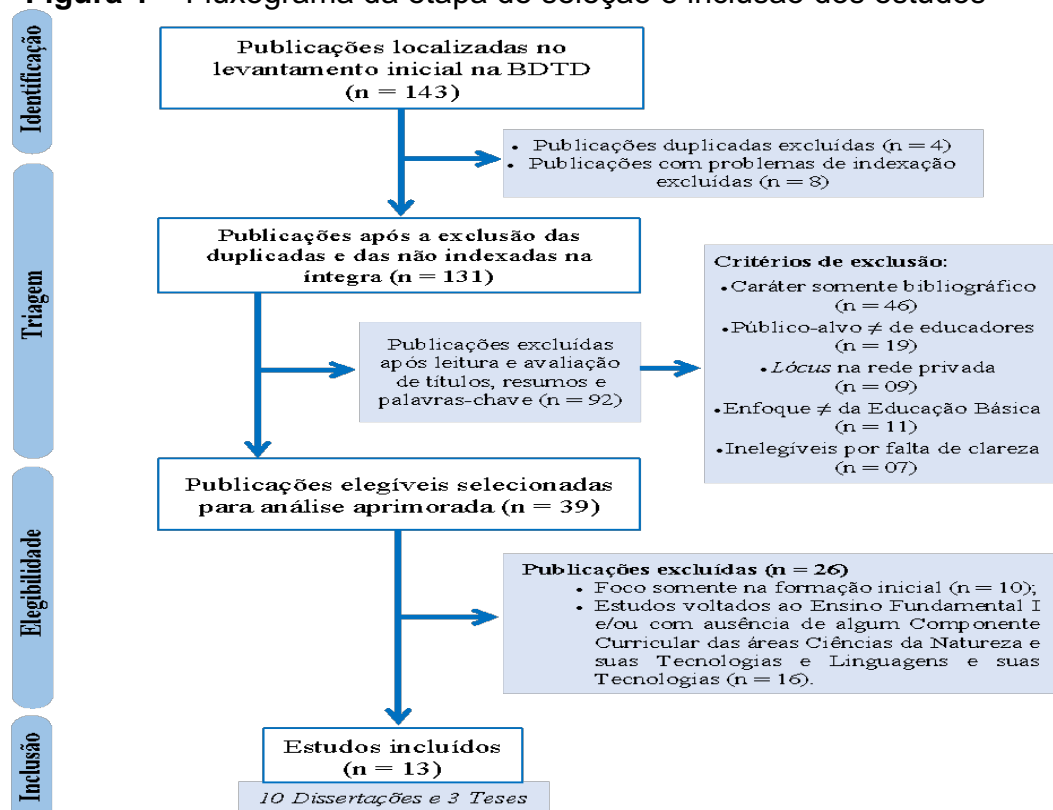 Figura 1 – Fluxograma da etapa de seleção e inclusão dos estudos
Identificação
Publicações localizadas no
levantamento inicial na BDTD
(n = 143)
• Publicações duplicadas excluídas (n = 4)
• Publicações com problemas de indexação
excluídas (n = 8)
Triagem
Publicações após a exclusão das
duplicadas e das não indexadas na
íntegra (n = 131)
Publicações excluídas
após leitura e avaliação
de títulos, resumos e
palavras-chave (n = 92)
Critérios de exclusão:
•Caráter somente bibliográfico
(n = 46)
•Público-alvo ≠ de educadores
(n = 19)
•Lócus na rede privada
(n = 09)
•Enfoque ≠ da Educação Básica
(n = 11)
•Inelegíveis por falta de clareza
(n = 07)
Elegibilidade
Publicações elegíveis selecionadas
para análise aprimorada (n = 39)
Publicações excluídas (n = 26)
• Foco somente na formação inicial (n = 10);
• Estudos voltados ao Ensino Fundamental I
e/ou com ausência de algum Componente
Curricular das áreas Ciências da Natureza e
suas Tecnologias e Linguagens e suas
Tecnologias (n = 16).
Inclusão
Estudos incluídos
(n = 13)
10 Dissertações e 3 Teses